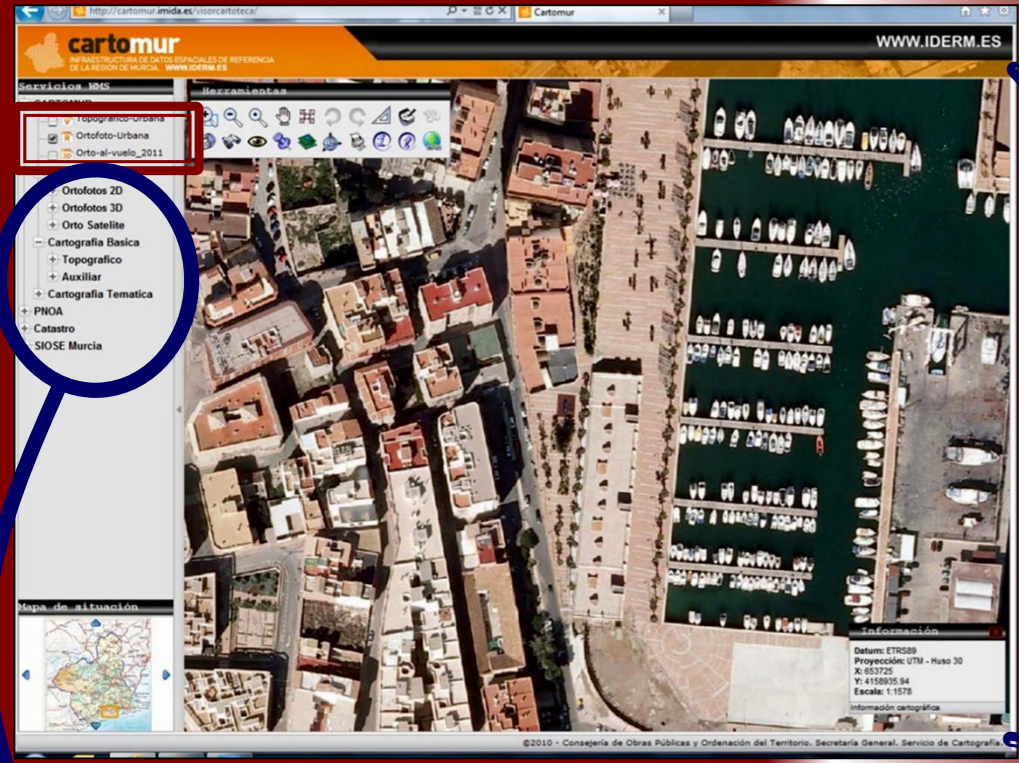 http://cartomur.imida.es/visorcartoteca/
Cartomur
cartomur
INFRAESTRUCTURA DE DATOS ESPACIALES DE REFERENCIA
DE LA REGIÓN DE MURCIA. WWW.IDERM.ES
WWW.IDERM.ES
Servicios WMS
Herramientas
CARTOMUR
Topografico-Urbana
Ortofoto-Urbana
Orto-al-vuelo_2011
Ortofotos 2D
Ortofotos 3D
Orto Satelite
Cartografia Basica
Topografico
Auxiliar
Cartografia Tematica
PNOA
Catastro
SIOSE Murcia
Mapa de situación
Información
Datum: ETRS89
Proyección: UTM - Huso 30
X: 653725
Y: 4158935.94
Escala: 1:1578
Información cartográfica
©2010 - Consejería de Obras Públicas y Ordenación del Territorio. Secretaría General. Servicio de Cartografía.